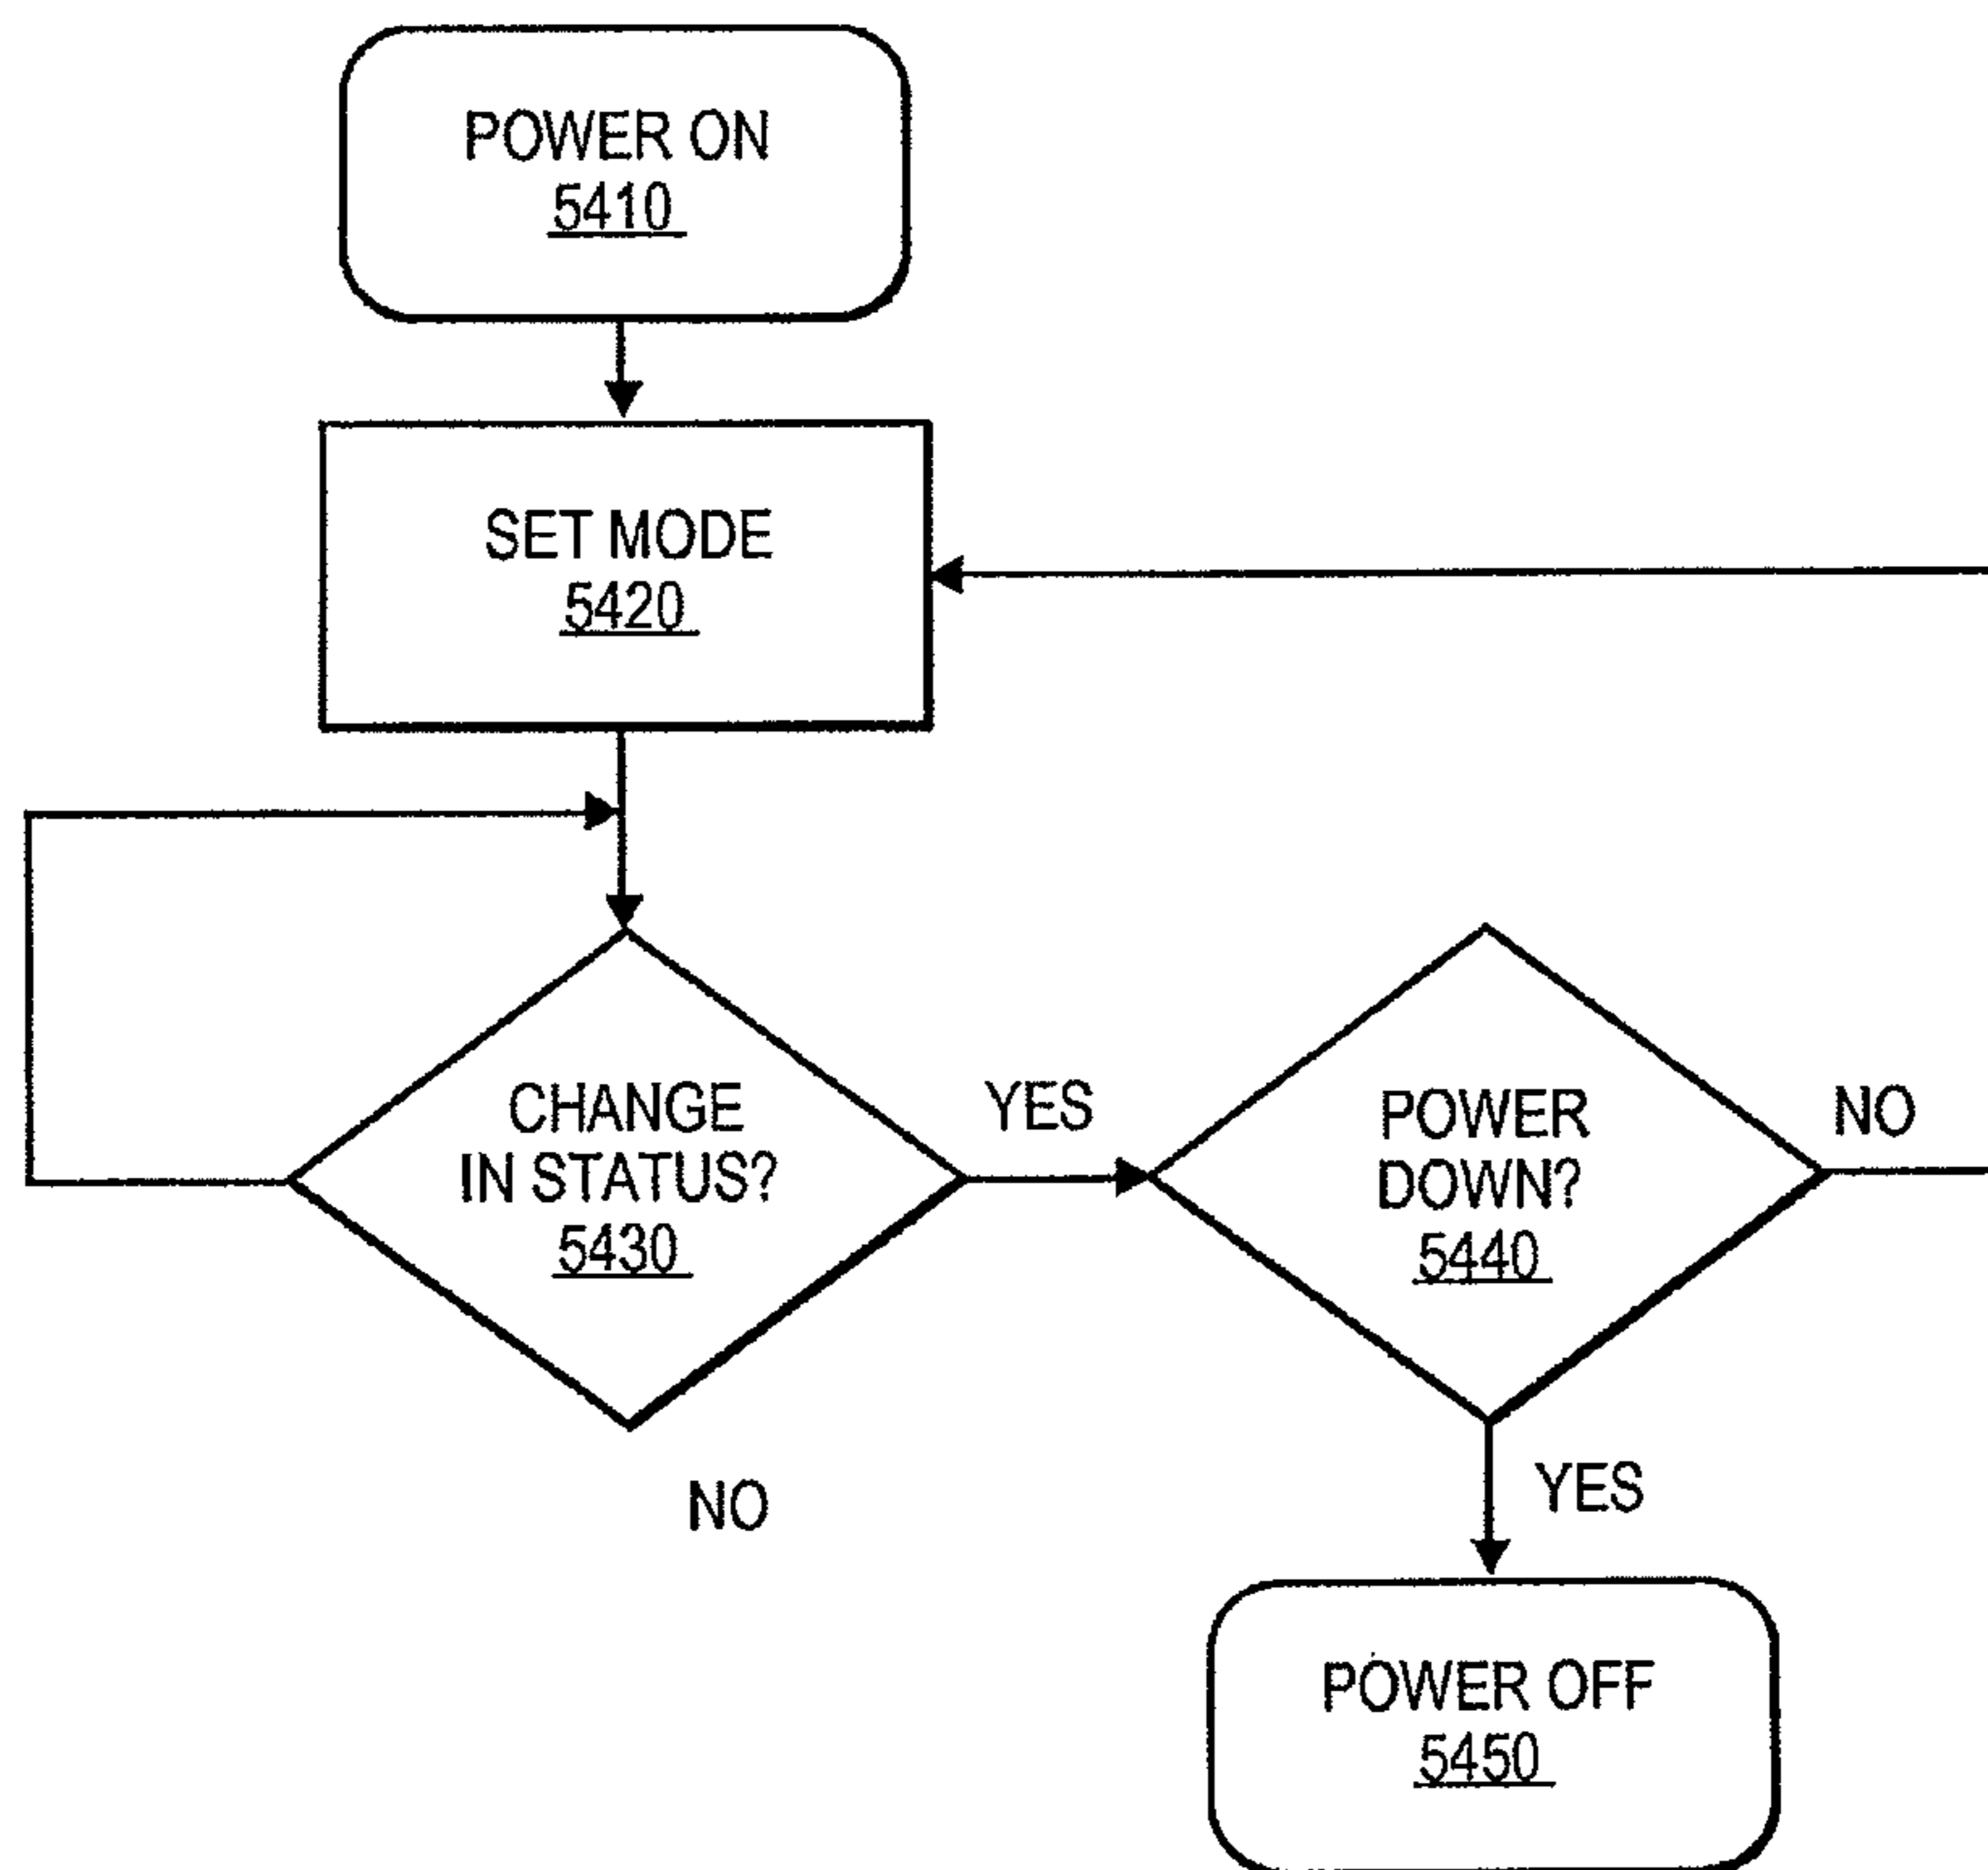 POWER ON
5410
SET MODE
5420
CHANGE
IN STATUS?
5430
YES
NO
POWER
DOWN?
5440
NO
YES
POWER OFF
5450